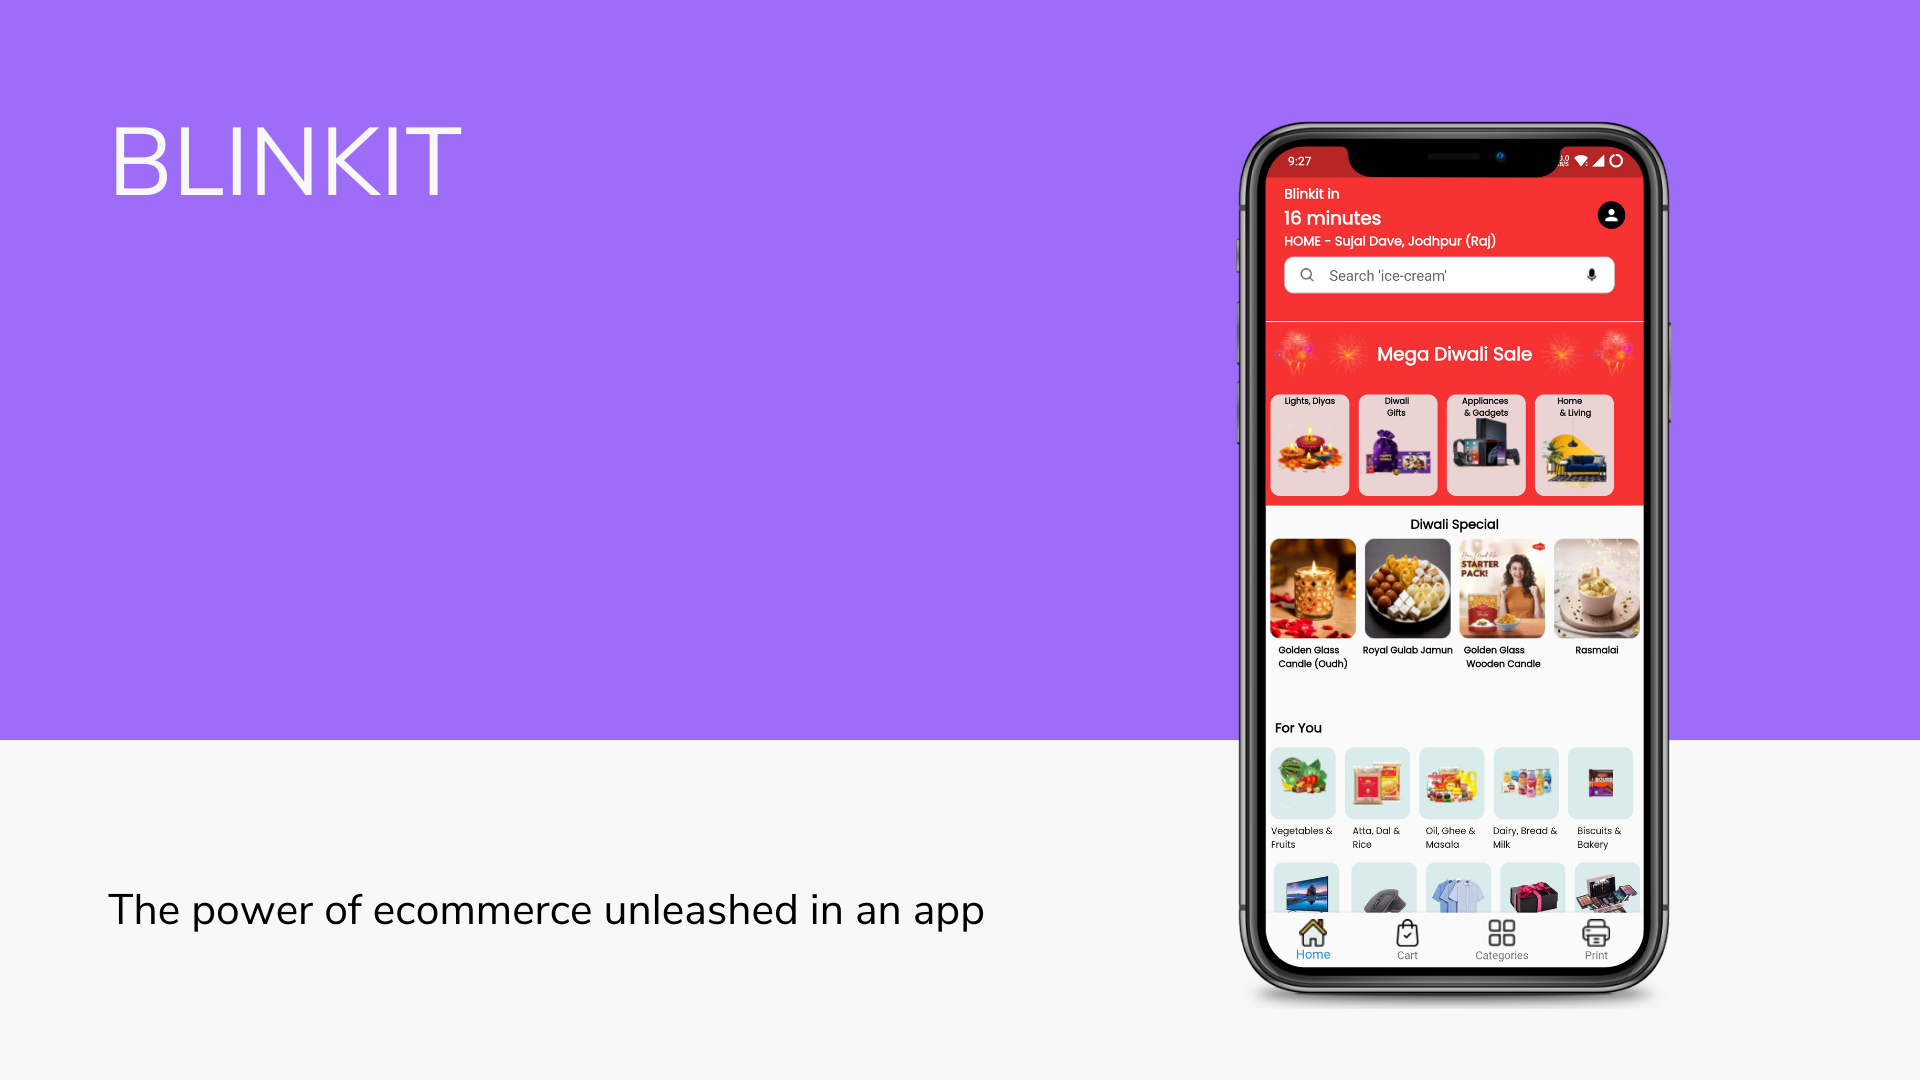 BLINKIT
The power of ecommerce unleashed in an app
9:27
Blinkit in
16 minutes
HOME - Sujal Dave, Jodhpur (Raj)
Search 'ice-cream'
Mega Diwali Sale
Lights, Diyas
Diwali
Gifts
Appliances
& Gadgets
Home
& Living
Diwali Special
STARTER
PACK!
Golden Glass
Candle (Oudh)
Royal Gulab Jamun
Golden Glass
Wooden Candle
Rasmalai
For You
Vegetables &
Fruits
Atta, Dal &
Rice
Oil, Ghee &
Masala
Dairy, Bread &
Milk
Biscuits &
Bakery
Home
Cart
Categories
Print